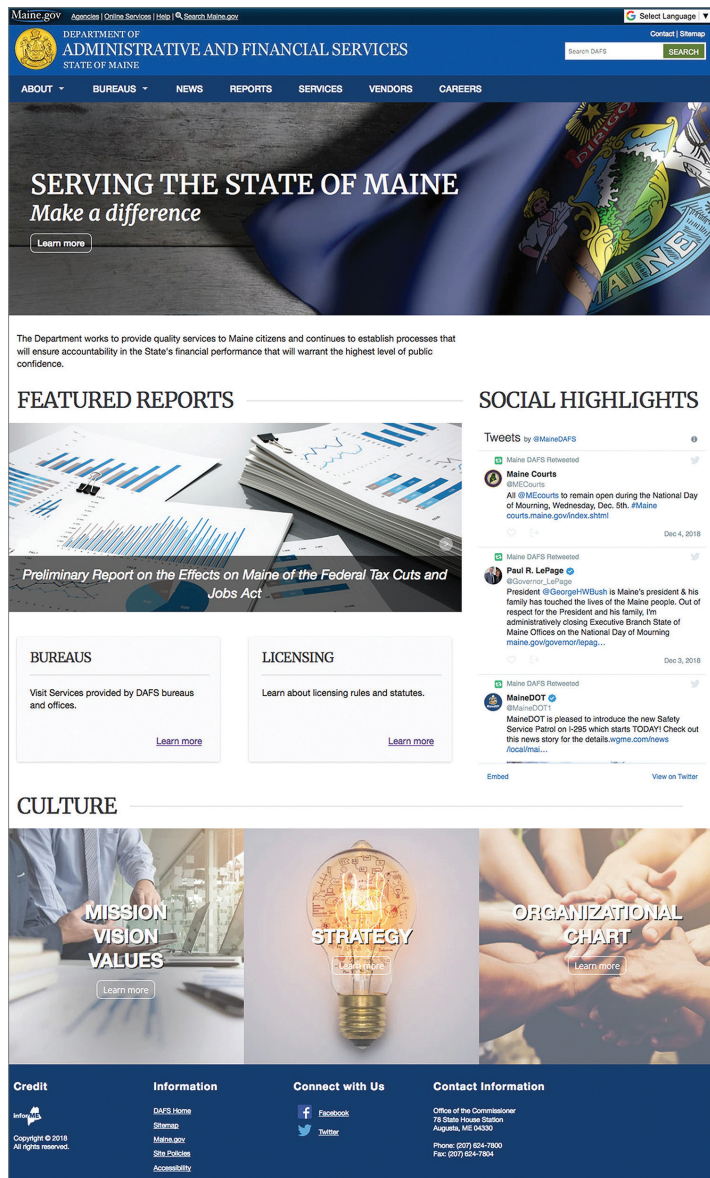 Maine.gov Agencies | Online Services | Help | Search Maine.gov
Select Language ▼
DEPARTMENT OF
ADMINISTRATIVE AND FINANCIAL SERVICES
STATE OF MAINE
Contact | Sitemap
Search DAFS SEARCH
ABOUT BUREAUS NEWS REPORTS SERVICES VENDORS CAREERS
DIRIGO
MAINE
SERVING THE STATE OF MAINE
Make a difference
Learn more
The Department works to provide quality services to Maine citizens and continues to establish processes that
will ensure accountability in the State's financial performance that will warrant the highest level of public
confidence.
FEATURED REPORTS
Preliminary Report on the Effects on Maine of the Federal Tax Cuts and
Jobs Act
BUREAUS
Visit Services provided by DAFS bureaus
and offices.
Learn more
LICENSING
Learn about licensing rules and statutes.
Learn more
SOCIAL HIGHLIGHTS
Tweets by @MaineDAFS
Maine DAFS Retweeted
Maine Courts
@MECourts
All @MEcourts to remain open during the National Day
of Mourning, Wednesday, Dec. 5th. #Maine
courts.maine.gov/index.shtml
Dec 4, 2018
Maine DAFS Retweeted
Paul R. LePage
@Governor_LePage
President @GeorgeHWBush is Maine's president & his
family has touched the lives of the Maine people. Out of
respect for the President and his family, I'm
administratively closing Executive Branch State of
Maine Offices on the National Day of Mourning
maine.gov/governor/lepag…
Dec 3, 2018
Maine DAFS Retweeted
MaineDOT
@MaineDOT1
MaineDOT is pleased to introduce the new Safety
Service Patrol on I-295 which starts TODAY! Check out
this news story for the details.wgme.com/news
/local/mai…
Embed View on Twitter
CULTURE
MISSION
VISION
VALUES
Learn more
STRATEGY
Learn more
ORGANIZATIONAL
CHART
Learn more
Credit
inforME
Copyright © 2018
All rights reserved.
Information
DAFS Home
Sitemap
Maine.gov
Site Policies
Accessibility
Connect with Us
Facebook
Twitter
Contact Information
Office of the Commissioner
78 State House Station
Augusta, ME 04330
Phone: (207) 624-7800
Fax: (207) 624-7804